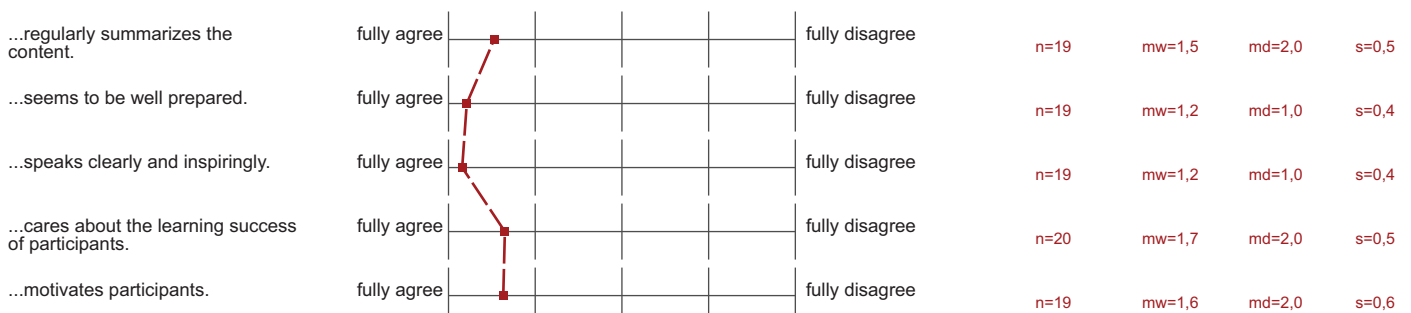 ...regularly summarizes the
content.
fully agree
fully disagree
n=19 mw=1,5 md=2,0 s=0,5
...seems to be well prepared.
fully agree
fully disagree
n=19 mw=1,2 md=1,0 s=0,4
...speaks clearly and inspiringly.
fully agree
fully disagree
n=19 mw=1,2 md=1,0 s=0,4
...cares about the learning success
of participants.
fully agree
fully disagree
n=20 mw=1,7 md=2,0 s=0,5
...motivates participants.
fully agree
fully disagree
n=19 mw=1,6 md=2,0 s=0,6